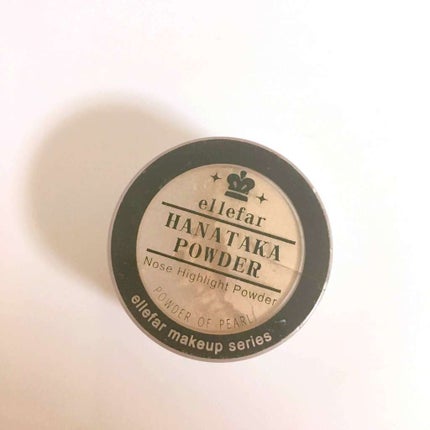 ellefar
HANATAKA
POWDER
Nose Highlight Powder
POWDER OF PEARL
ellefar makeup series